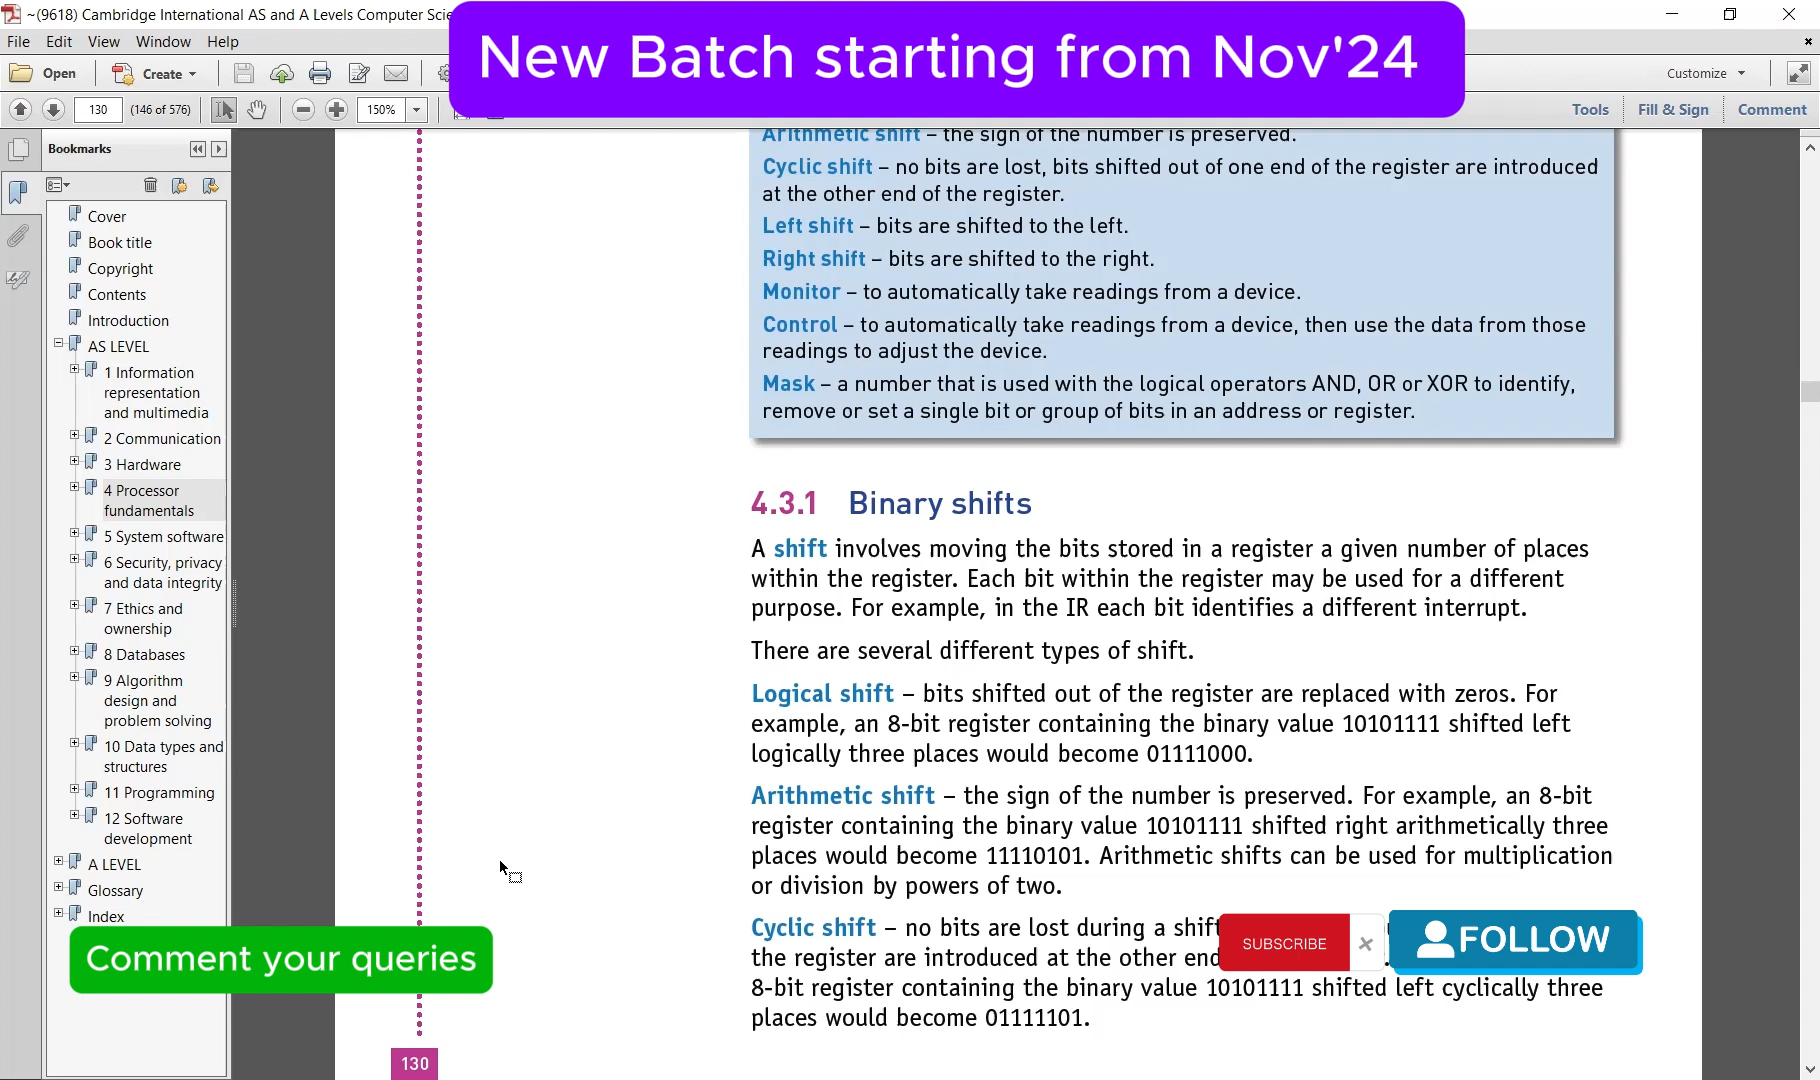 ~(9618) Cambridge International AS and A Levels Computer Scie
New Batch starting from Nov'24
File Edit View Window Help
Open Create Customize
130 (146 of 576) 150% Tools Fill & Sign Comment
Bookmarks
Cover
Book title
Copyright
Contents
Introduction
AS LEVEL
1 Information
representation
and multimedia
2 Communication
3 Hardware
4 Processor
fundamentals
5 System software
6 Security, privacy
and data integrity
7 Ethics and
ownership
8 Databases
9 Algorithm
design and
problem solving
10 Data types and
structures
11 Programming
12 Software
development
A LEVEL
Glossary
Index
Comment your queries
Arithmetic shift – the sign of the number is preserved.
Cyclic shift – no bits are lost, bits shifted out of one end of the register are introduced
at the other end of the register.
Left shift – bits are shifted to the left.
Right shift – bits are shifted to the right.
Monitor – to automatically take readings from a device.
Control – to automatically take readings from a device, then use the data from those
readings to adjust the device.
Mask – a number that is used with the logical operators AND, OR or XOR to identify,
remove or set a single bit or group of bits in an address or register.
4.3.1 Binary shifts
A shift involves moving the bits stored in a register a given number of places
within the register. Each bit within the register may be used for a different
purpose. For example, in the IR each bit identifies a different interrupt.
There are several different types of shift.
Logical shift – bits shifted out of the register are replaced with zeros. For
example, an 8-bit register containing the binary value 10101111 shifted left
logically three places would become 01111000.
Arithmetic shift – the sign of the number is preserved. For example, an 8-bit
register containing the binary value 10101111 shifted right arithmetically three
places would become 11110101. Arithmetic shifts can be used for multiplication
or division by powers of two.
Cyclic shift – no bits are lost during a shift
the register are introduced at the other end
8-bit register containing the binary value 10101111 shifted left cyclically three
places would become 01111101.
SUBSCRIBE
FOLLOW
130